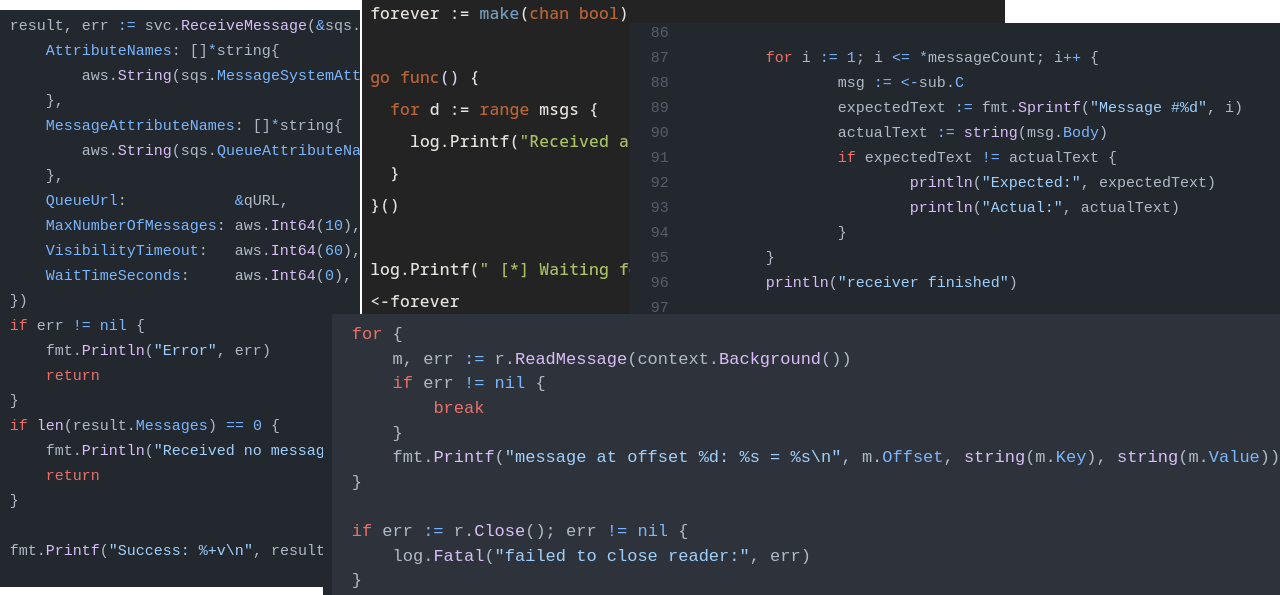 result, err := svc.ReceiveMessage(&sqs.
    AttributeNames: []*string{
        aws.String(sqs.MessageSystemAtt
    },
    MessageAttributeNames: []*string{
        aws.String(sqs.QueueAttributeNa
    },
    QueueUrl:            &qURL,
    MaxNumberOfMessages: aws.Int64(10),
    VisibilityTimeout:   aws.Int64(60),
    WaitTimeSeconds:     aws.Int64(0),
})
if err != nil {
    fmt.Println("Error", err)
    return
}
if len(result.Messages) == 0 {
    fmt.Println("Received no messag
    return
}
fmt.Printf("Success: %+v\n", result
forever := make(chan bool)
go func() {
  for d := range msgs {
    log.Printf("Received a
  }
}()
log.Printf(" [*] Waiting f
<-forever
86
87        for i := 1; i <= *messageCount; i++ {
88                msg := <-sub.C
89                expectedText := fmt.Sprintf("Message #%d", i)
90                actualText := string(msg.Body)
91                if expectedText != actualText {
92                        println("Expected:", expectedText)
93                        println("Actual:", actualText)
94                }
95        }
96        println("receiver finished")
97
for {
    m, err := r.ReadMessage(context.Background())
    if err != nil {
        break
    }
    fmt.Printf("message at offset %d: %s = %s\n", m.Offset, string(m.Key), string(m.Value))
}
if err := r.Close(); err != nil {
    log.Fatal("failed to close reader:", err)
}